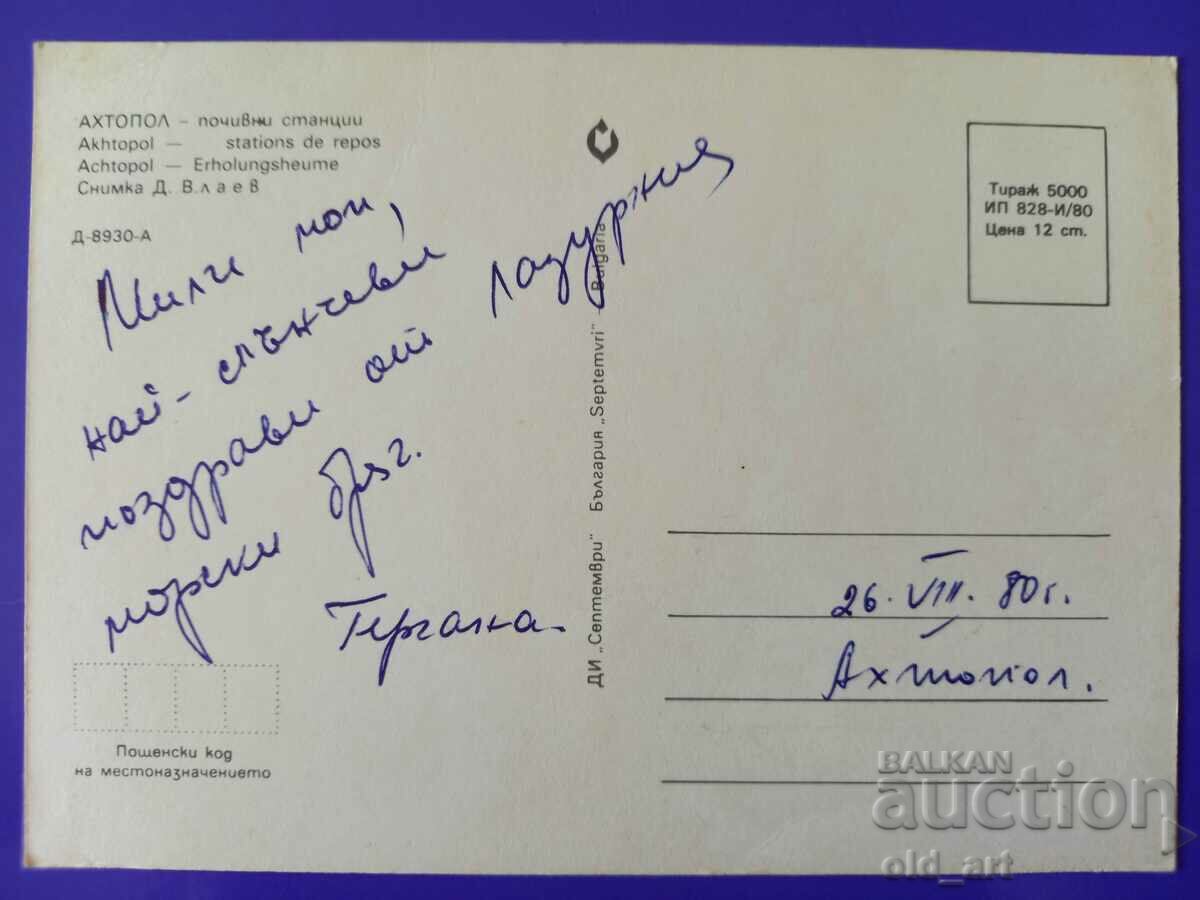 АХТОПОЛ – почивни станции
Akhtopol — stations de repos
Achtopol — Erholungsheume
Снимка Д. Влаев
Д-8930-А
Мили мои,
най-слънчеви
поздрави от лазурния
морски бряг.
Гергана.
Пощенски код
на местоназначението
ДИ „Септември" България „Septemvri" — Bulgaria
Тираж 5000
ИП 828-И/80
Цена 12 ст.
26. VIII. 80 г.
Ахтопол.
BALKAN
auction
old_art